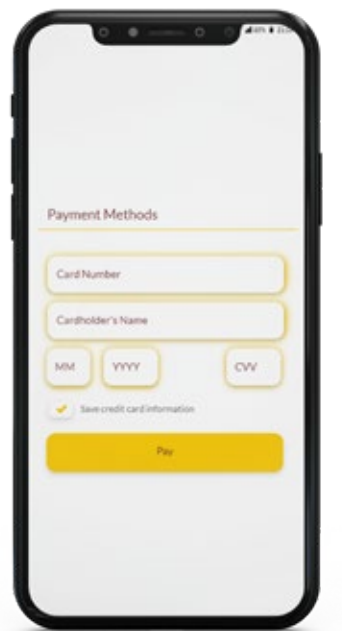 Payment Methods
Card Number
Cardholder's Name
MM YYYY CVV
Save credit card information
Pay